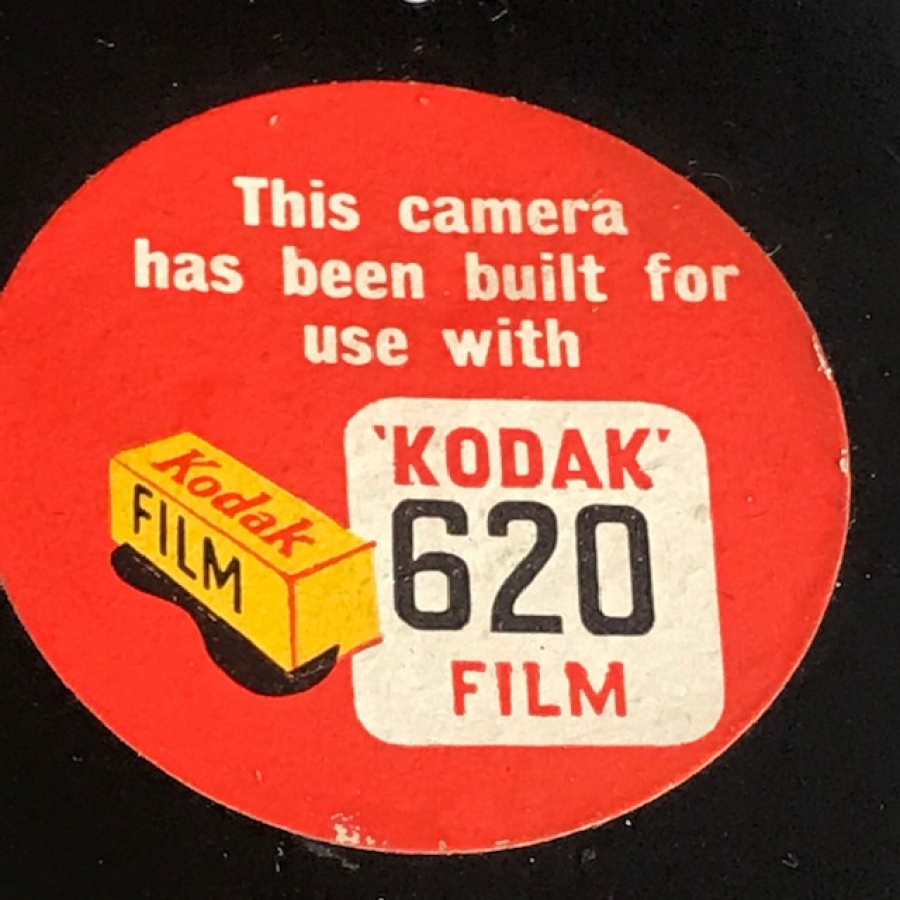 This camera
has been built for
use with
'KODAK'
620
FILM
Kodak
FILM